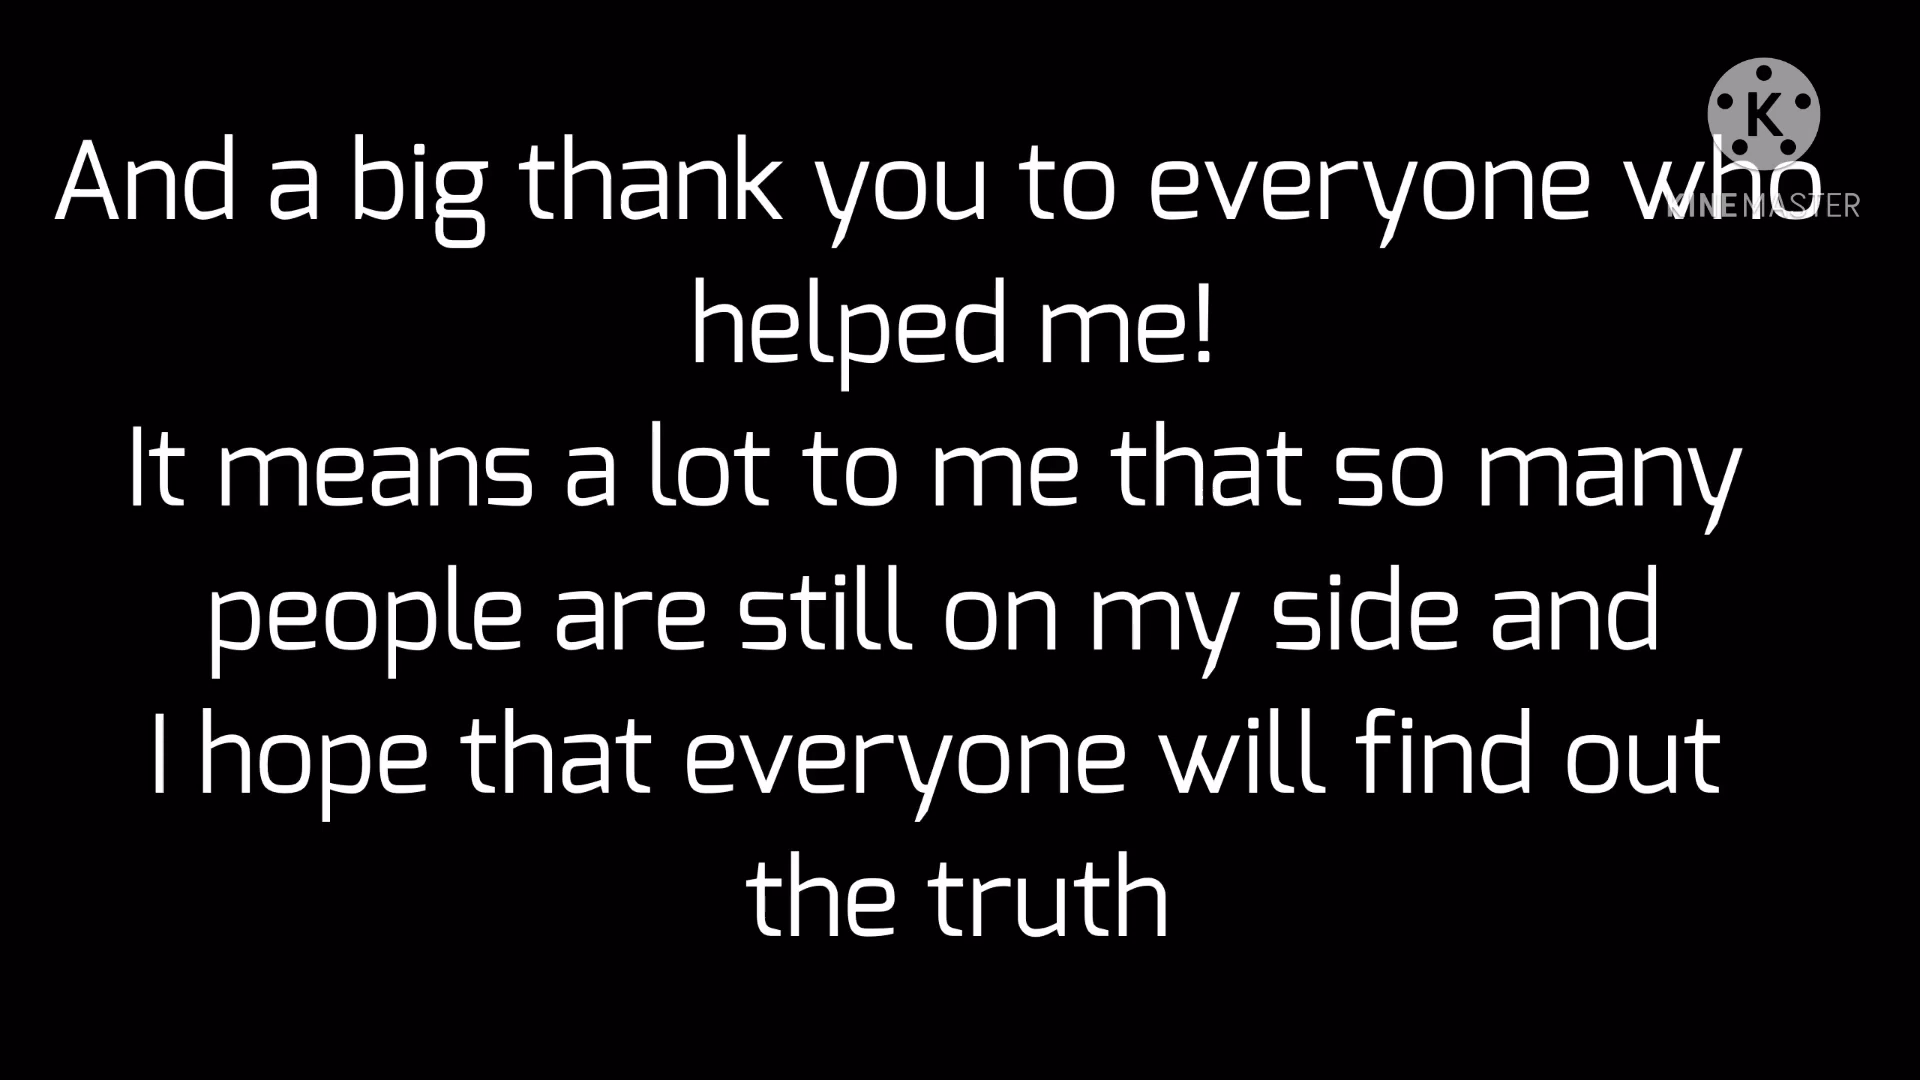 K
And a big thank you to everyone who
KINEMASTER
helped me!
It means a lot to me that so many
people are still on my side and
I hope that everyone will find out
the truth